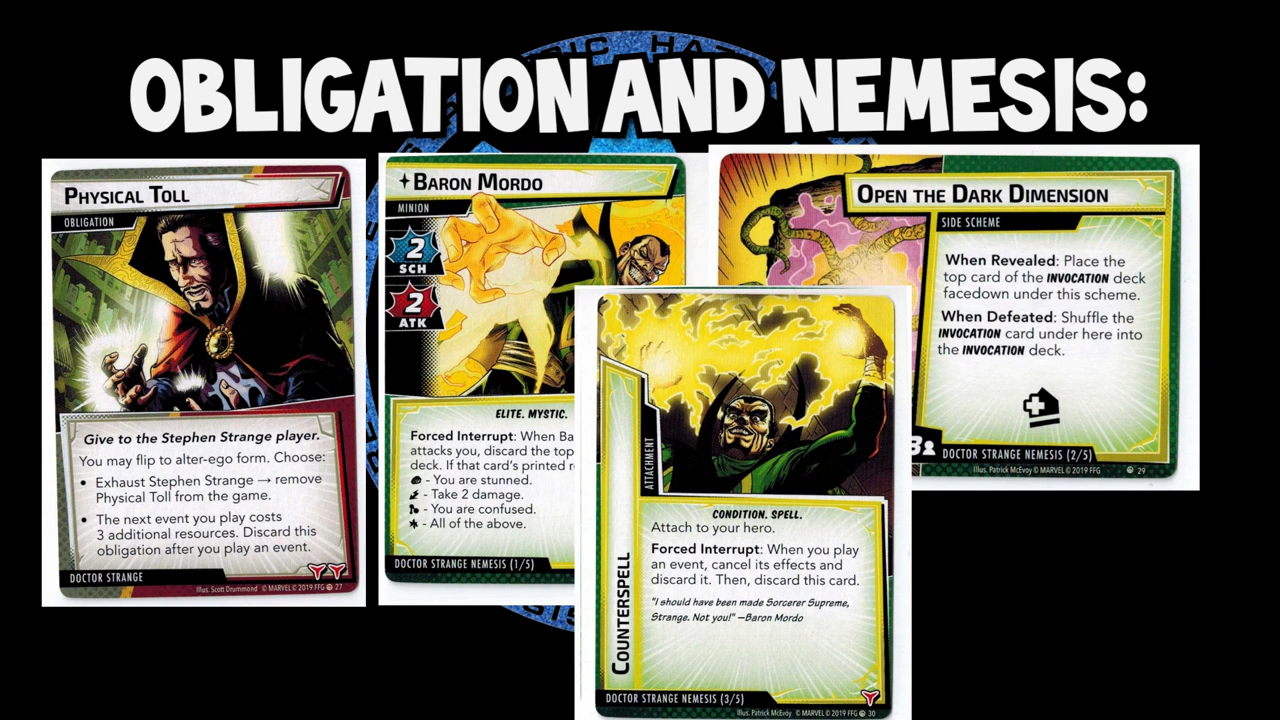 OBLIGATION AND NEMESIS:
PHYSICAL TOLL
OBLIGATION
Give to the Stephen Strange player.
You may flip to alter-ego form. Choose:
• Exhaust Stephen Strange → remove
Physical Toll from the game.
• The next event you play costs
3 additional resources. Discard this
obligation after you play an event.
DOCTOR STRANGE
Illus. Scott Drummond © MARVEL © 2019 FFG 27
BARON MORDO
MINION
2
SCH
2
ATK
ELITE. MYSTIC.
Forced Interrupt: When Ba
attacks you, discard the top
deck. If that card's printed r
- You are stunned.
- Take 2 damage.
- You are confused.
- All of the above.
DOCTOR STRANGE NEMESIS (1/5)
OPEN THE DARK DIMENSION
SIDE SCHEME
When Revealed: Place the
top card of the INVOCATION deck
facedown under this scheme.
When Defeated: Shuffle the
INVOCATION card under here into
the INVOCATION deck.
3
DOCTOR STRANGE NEMESIS (2/5)
Illus. Patrick McEvoy © MARVEL © 2019 FFG 29
ATTACHMENT
COUNTERSPELL
CONDITION. SPELL.
Attach to your hero.
Forced Interrupt: When you play
an event, cancel its effects and
discard it. Then, discard this card.
"I should have been made Sorcerer Supreme,
Strange. Not you!" —Baron Mordo
DOCTOR STRANGE NEMESIS (3/5)
Illus. Patrick McEvoy © MARVEL © 2019 FFG 30